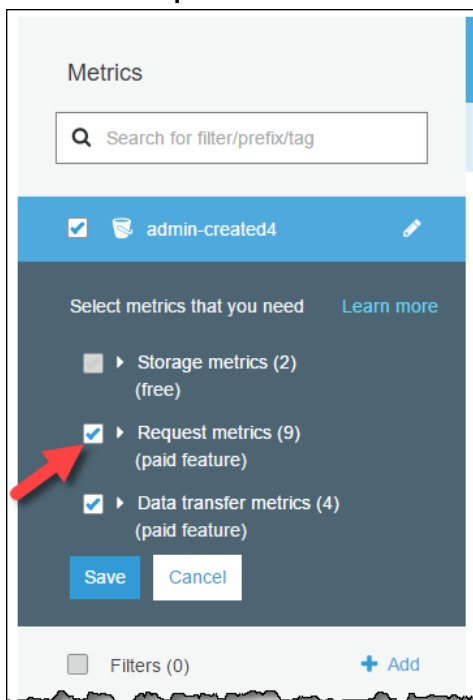 Metrics
Search for filter/prefix/tag
admin-created4
Select metrics that you need Learn more
Storage metrics (2)
(free)
Request metrics (9)
(paid feature)
Data transfer metrics (4)
(paid feature)
Save Cancel
Filters (0) Add